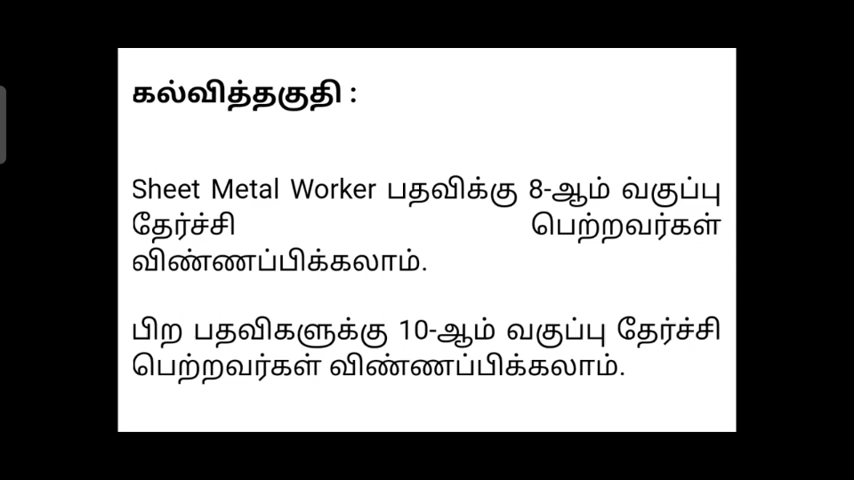 கல்வித்தகுதி :
Sheet Metal Worker பதவிக்கு 8-ஆம் வகுப்பு
தேர்ச்சி பெற்றவர்கள்
விண்ணப்பிக்கலாம்.
பிற பதவிகளுக்கு 10-ஆம் வகுப்பு தேர்ச்சி
பெற்றவர்கள் விண்ணப்பிக்கலாம்.